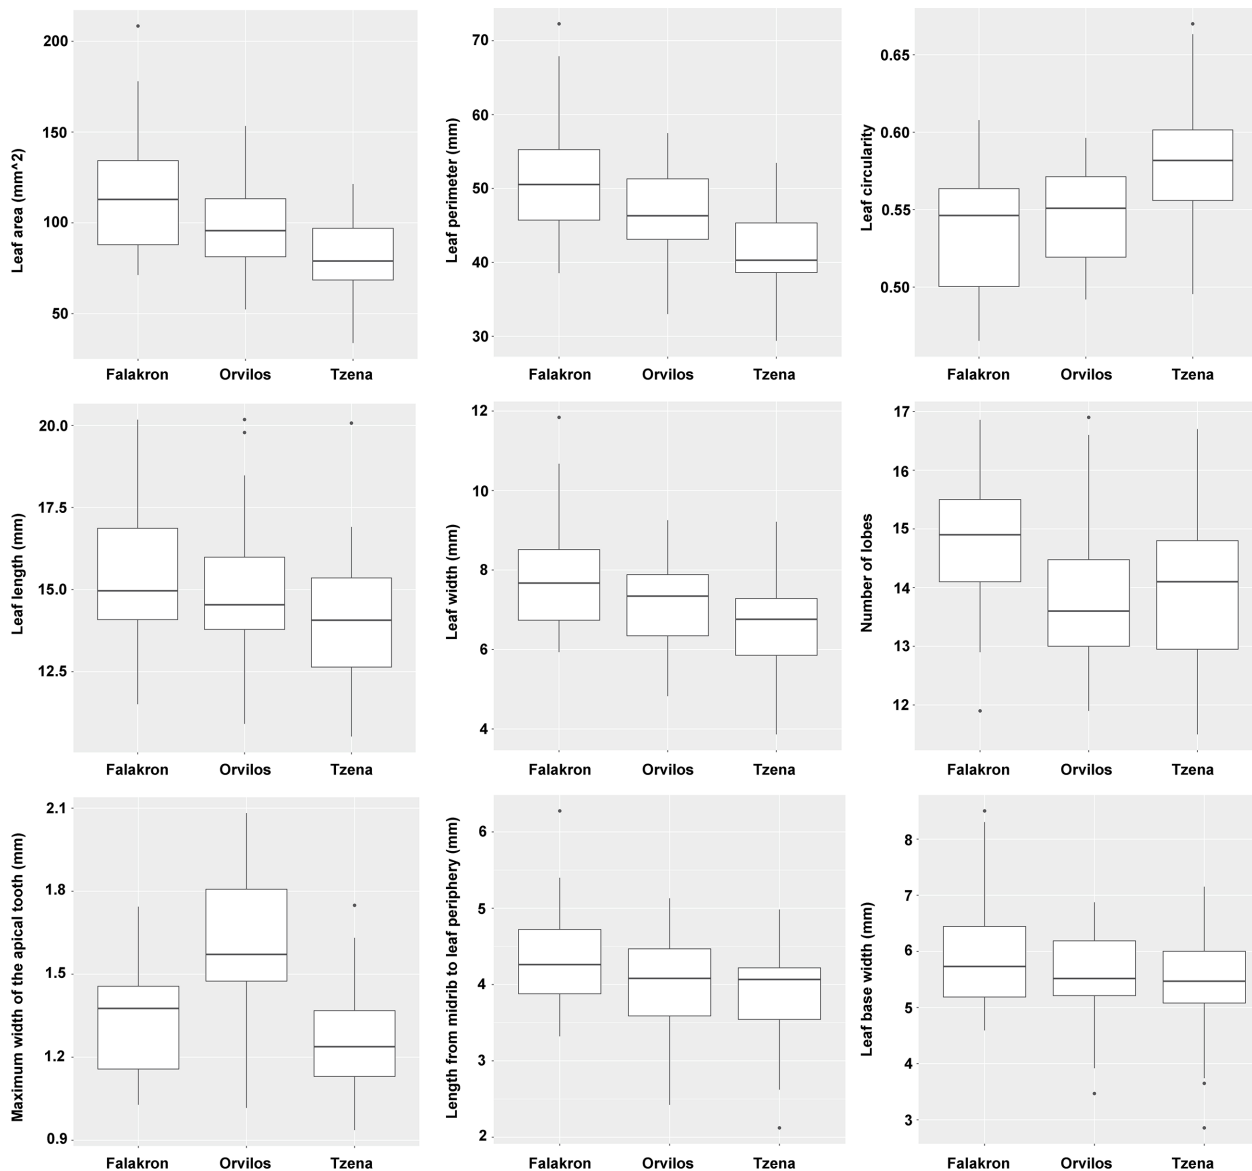 Leaf area (mm^2)
200
150
100
50
Falakron Orvilos Tzena
Leaf perimeter (mm)
70
60
50
40
30
Falakron Orvilos Tzena
Leaf circularity
0.65
0.60
0.55
0.50
Falakron Orvilos Tzena
Leaf length (mm)
20.0
17.5
15.0
12.5
Falakron Orvilos Tzena
Leaf width (mm)
12
10
8
6
4
Falakron Orvilos Tzena
Number of lobes
17
16
15
14
13
12
Falakron Orvilos Tzena
Maximum width of the apical tooth (mm)
2.1
1.8
1.5
1.2
0.9
Falakron Orvilos Tzena
Length from midrib to leaf periphery (mm)
6
5
4
3
2
Falakron Orvilos Tzena
Leaf base width (mm)
8
7
6
5
4
3
Falakron Orvilos Tzena